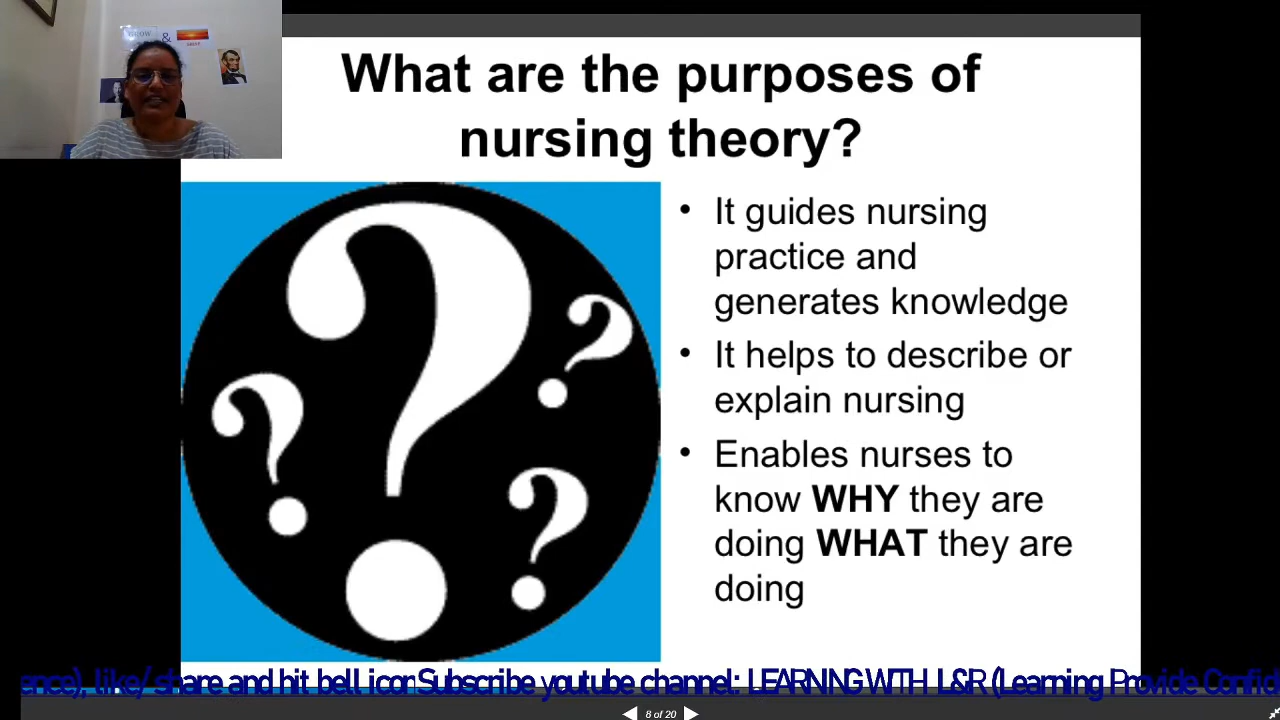 What are the purposes of
nursing theory?
• It guides nursing
practice and
generates knowledge
• It helps to describe or
explain nursing
• Enables nurses to
know WHY they are
doing WHAT they are
doing
ence), like/ share and hit bell icon.Subscribe youtube channel: LEARNING WITH L&R (Learning Provide Confid
8 of 20